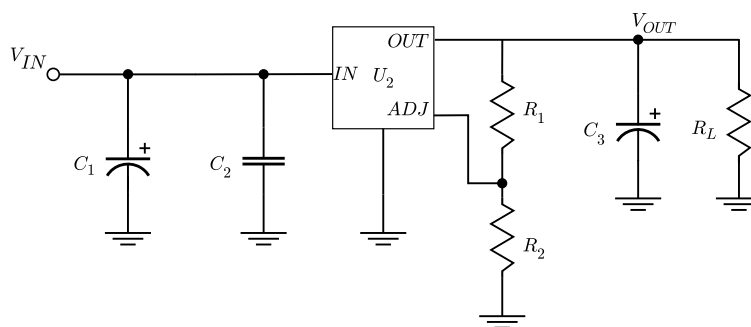 V_OUT
OUT
V_IN
IN U_2
ADJ
R_1
+
C_3
R_L
+
C_1
C_2
R_2